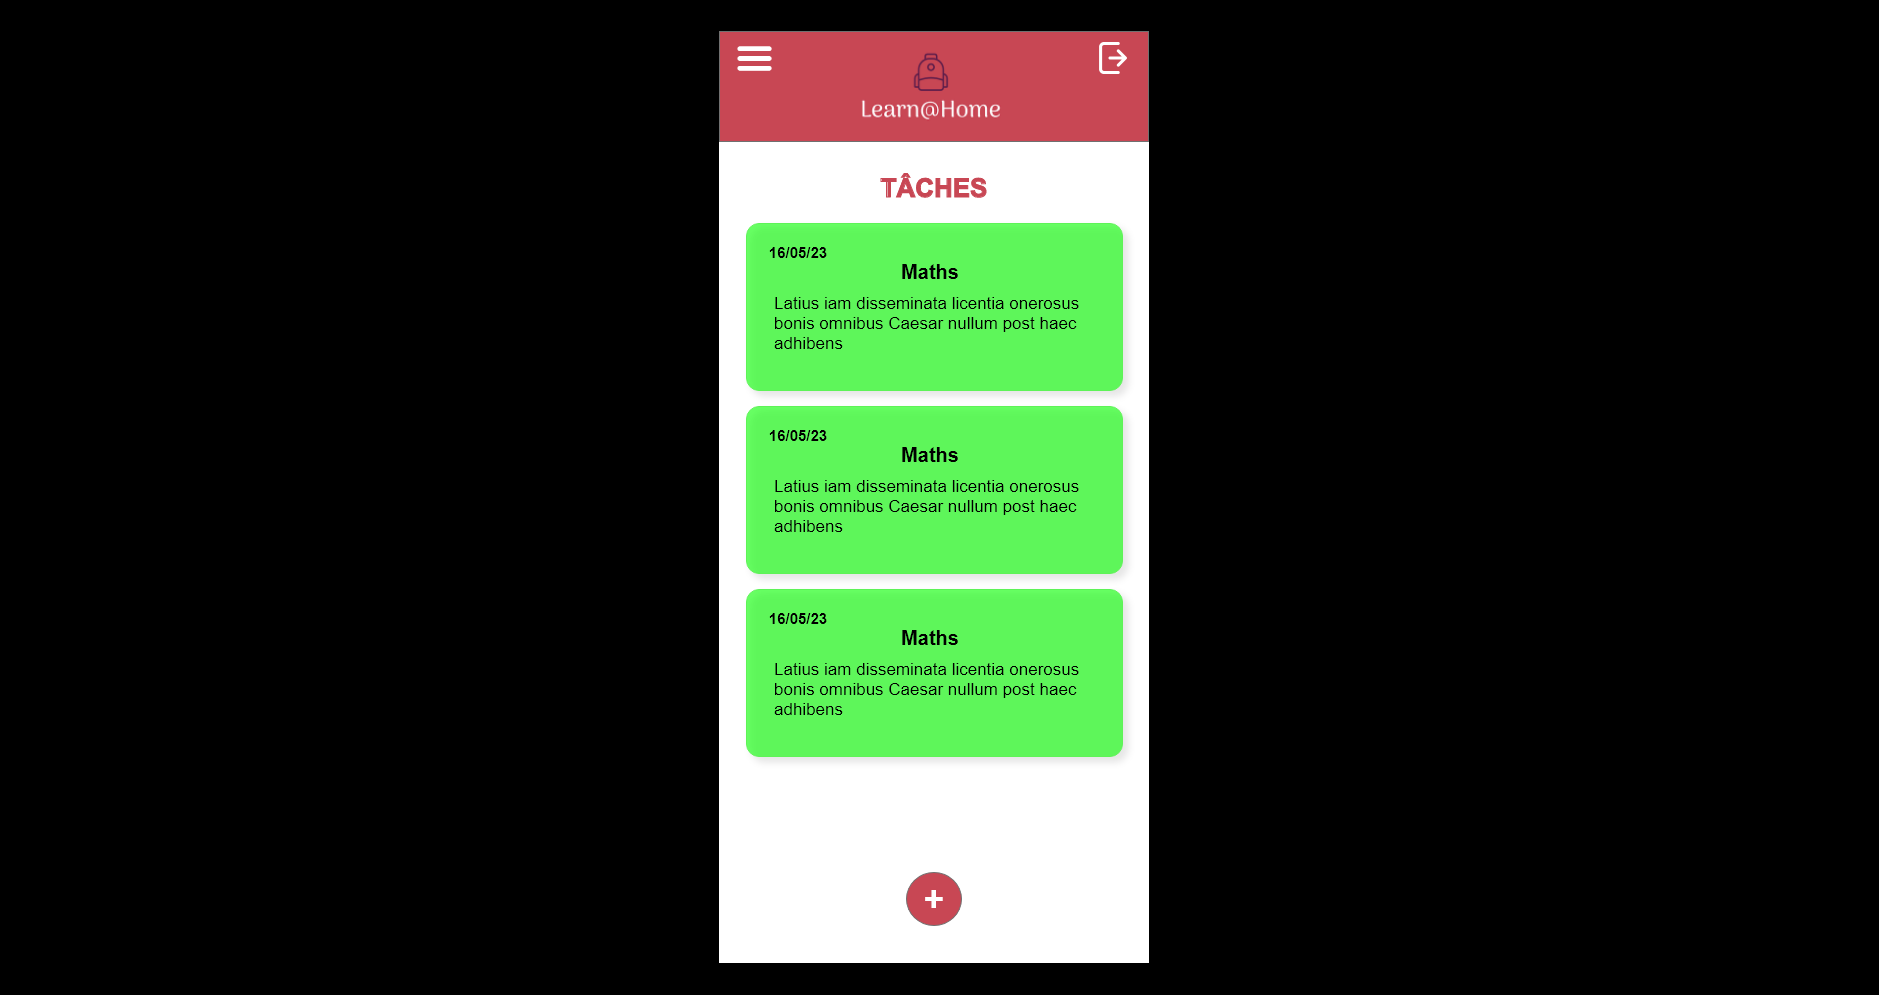 Learn@Home
TÂCHES
16/05/23
Maths
Latius iam disseminata licentia onerosus
bonis omnibus Caesar nullum post haec
adhibens
16/05/23
Maths
Latius iam disseminata licentia onerosus
bonis omnibus Caesar nullum post haec
adhibens
16/05/23
Maths
Latius iam disseminata licentia onerosus
bonis omnibus Caesar nullum post haec
adhibens
+